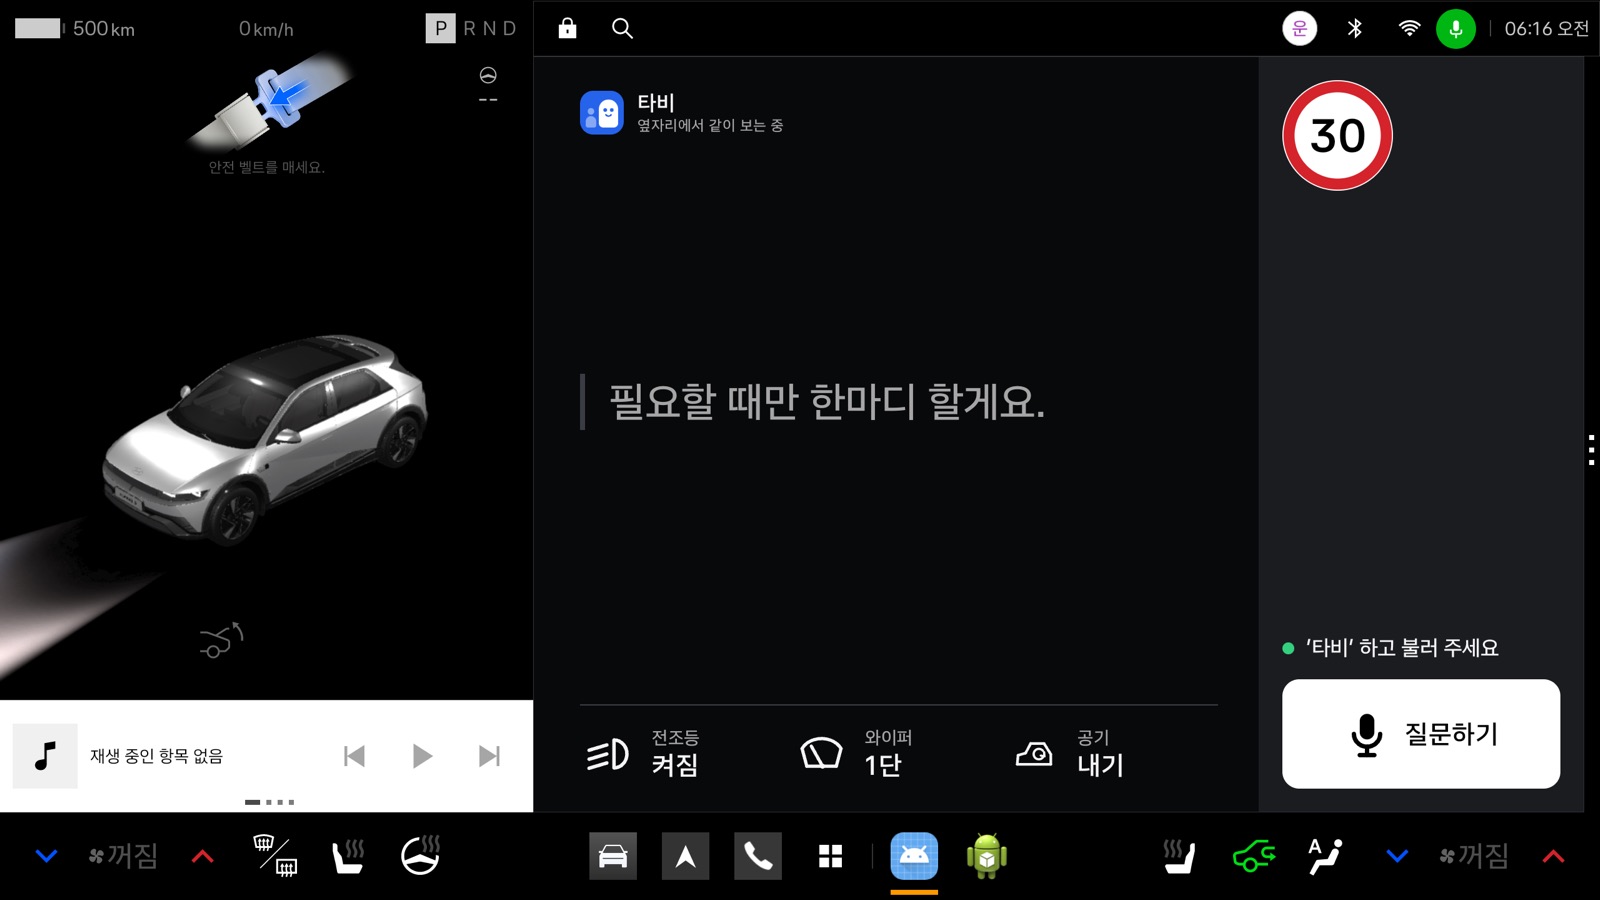 500 km
0 km/h
P R N D
--
안전 벨트를 매세요.
재생 중인 항목 없음
운
06:16 오전
타비
옆자리에서 같이 보는 중
30
필요할 때만 한마디 할게요.
전조등
켜짐
와이퍼
1단
공기
내기
'타비' 하고 불러 주세요
질문하기
꺼짐
A
꺼짐